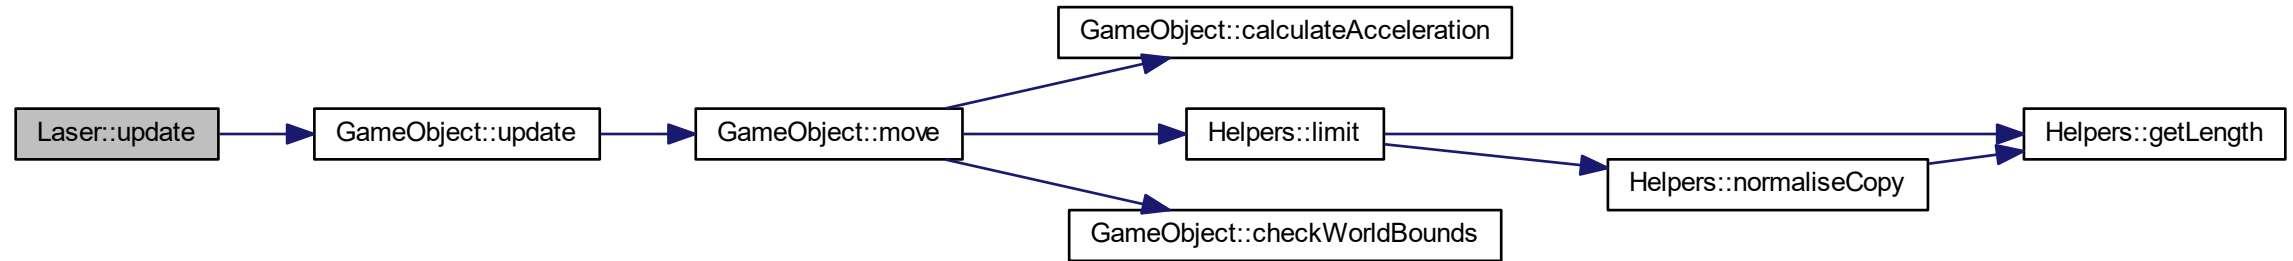 GameObject::calculateAcceleration
Laser::update
GameObject::update
GameObject::move
Helpers::limit
Helpers::getLength
Helpers::normaliseCopy
GameObject::checkWorldBounds